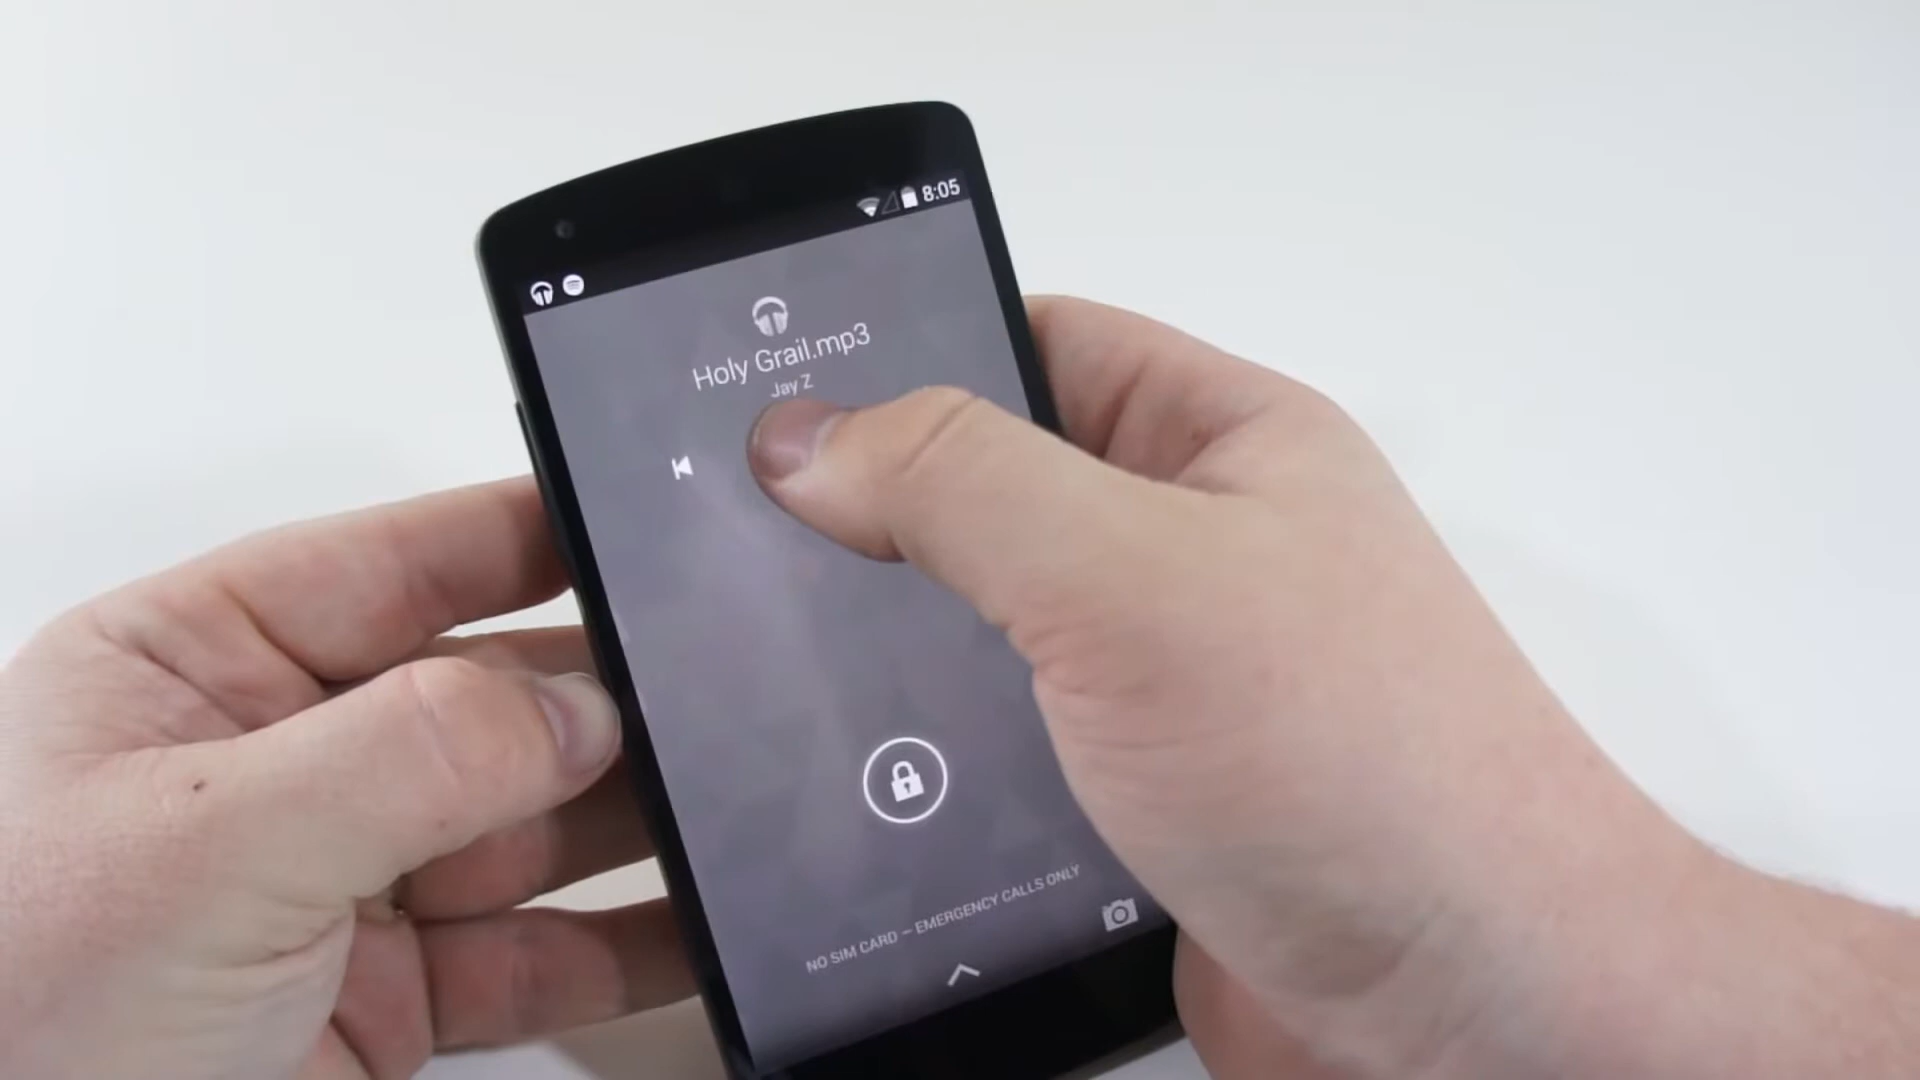 8:05
Holy Grail.mp3
Jay Z
NO SIM CARD — EMERGENCY CALLS ONLY